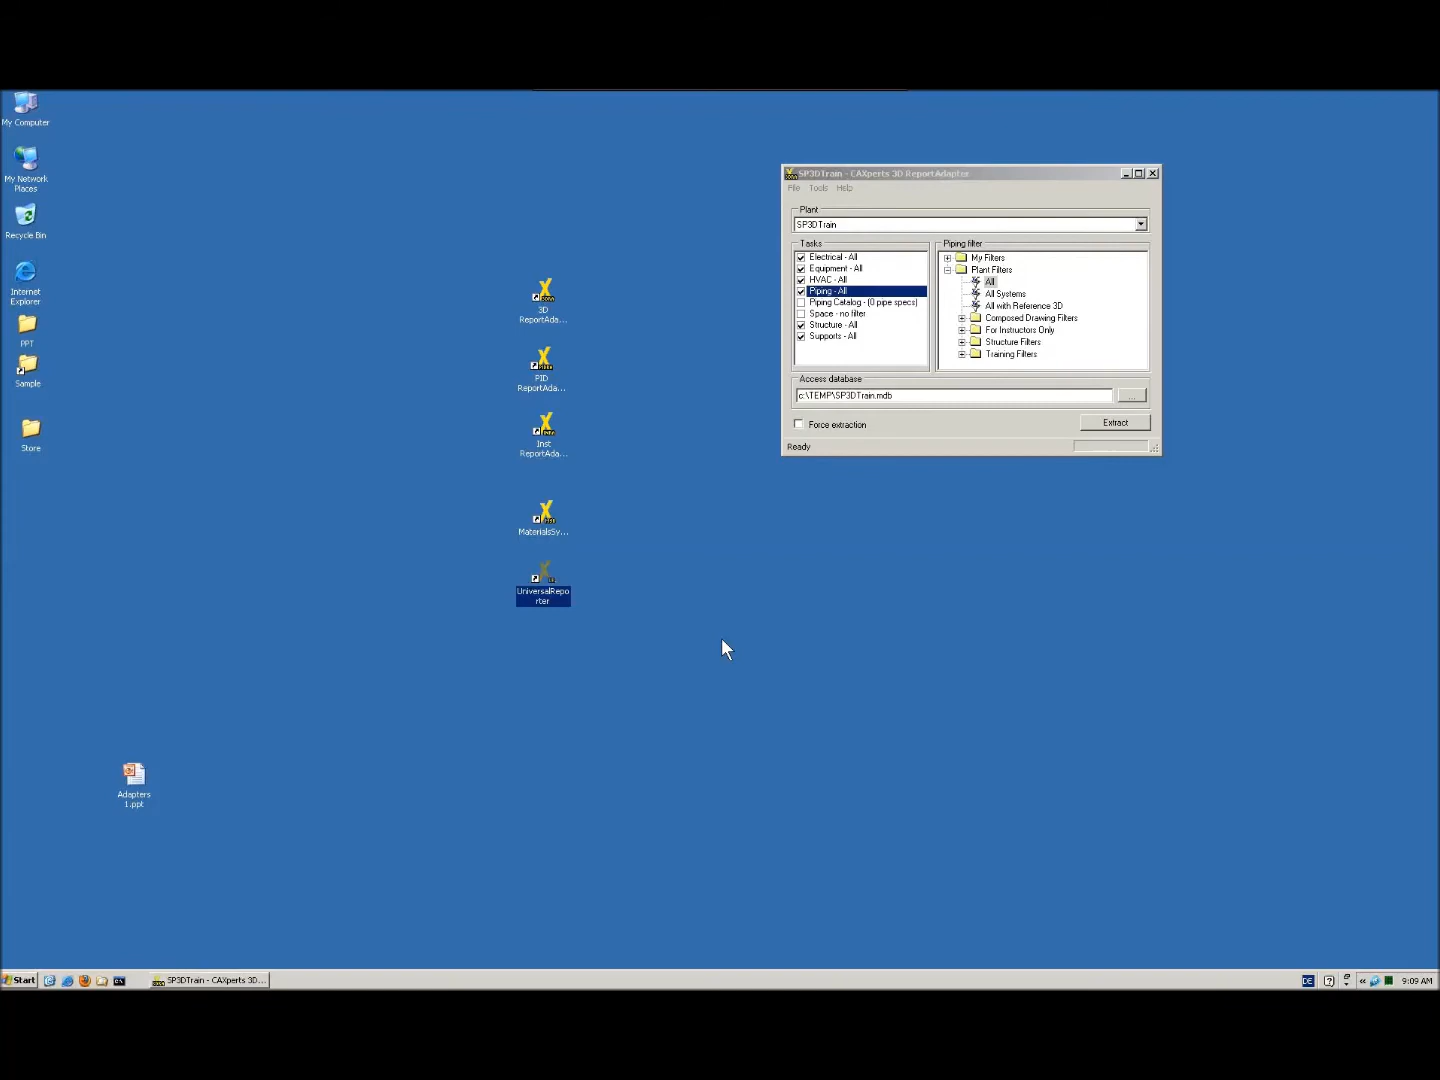 My Computer
My Network
Places
Recycle Bin
Internet
Explorer
PPT
Sample
Store
3D
ReportAda...
PID
ReportAda...
Inst
ReportAda...
MaterialsSy...
UniversalRepo
rter
Adapters
1.ppt
SP3DTrain - CAXperts 3D ReportAdapter
File Tools Help
Plant
SP3DTrain
Tasks
Electrical - All
Equipment - All
HVAC - All
Piping - All
Piping Catalog - (0 pipe specs)
Space - no filter
Structure - All
Supports - All
Piping filter
My Filters
Plant Filters
All
All Systems
All with Reference 3D
Composed Drawing Filters
For Instructors Only
Structure Filters
Training Filters
Access database
c:\TEMP\SP3DTrain.mdb
...
Force extraction
Extract
Ready
Start
SP3DTrain - CAXperts 3D...
DE
9:09 AM